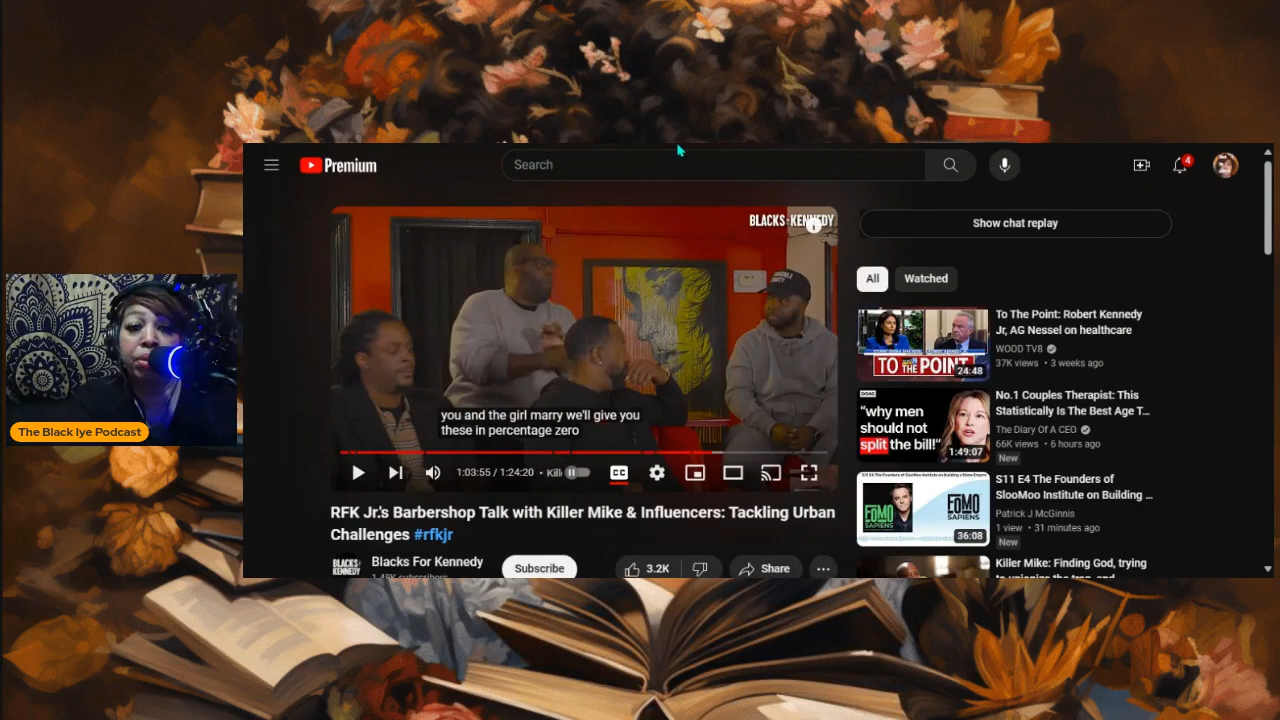 Premium
Search
4
BLACKS KENNEDY
you and the girl marry we'll give you
these in percentage zero
1:03:55 / 1:24:20 •
CC
RFK Jr.'s Barbershop Talk with Killer Mike & Influencers: Tackling Urban
Challenges #rfkjr
BLACKS
KENNEDY
Blacks For Kennedy
Subscribe
3.2K
Share
Show chat replay
All
Watched
TO THE POINT
24:48
To The Point: Robert Kennedy
Jr, AG Nessel on healthcare
WOOD TV8
37K views • 3 weeks ago
DOAC
“why men
should not
split the bill!”
1:49:07
No.1 Couples Therapist: This
Statistically Is The Best Age T...
The Diary Of A CEO
66K views • 6 hours ago
New
FOMO
SAPIENS
FOMO
SAPIENS
36:08
S11 E4 The Founders of
SlooMoo Institute on Building ...
Patrick J McGinnis
1 view • 31 minutes ago
New
Killer Mike: Finding God, trying
The Black Iye Podcast